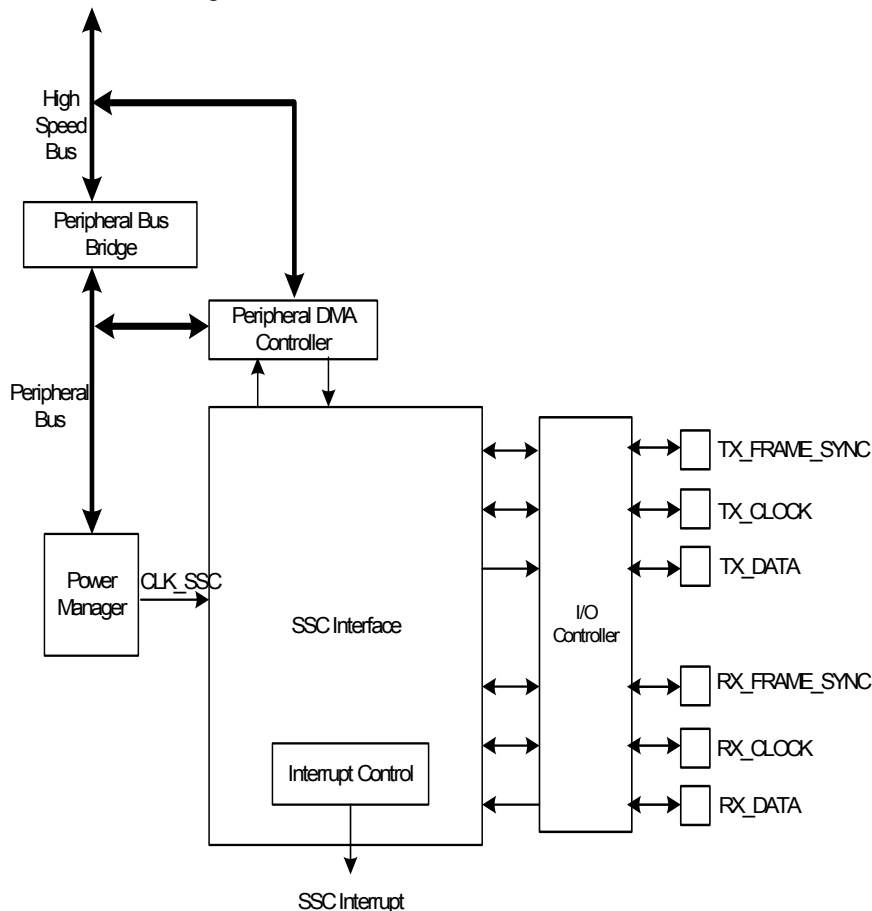 High
Speed
Bus
Peripheral Bus
Bridge
Peripheral DMA
Controller
Peripheral
Bus
TX_FRAME_SYNC
TX_CLOCK
TX_DATA
Power
Manager
CLK_SSC
SSC Interface
I/O
Controller
RX_FRAME_SYNC
RX_CLOCK
RX_DATA
Interrupt Control
SSC Interrupt